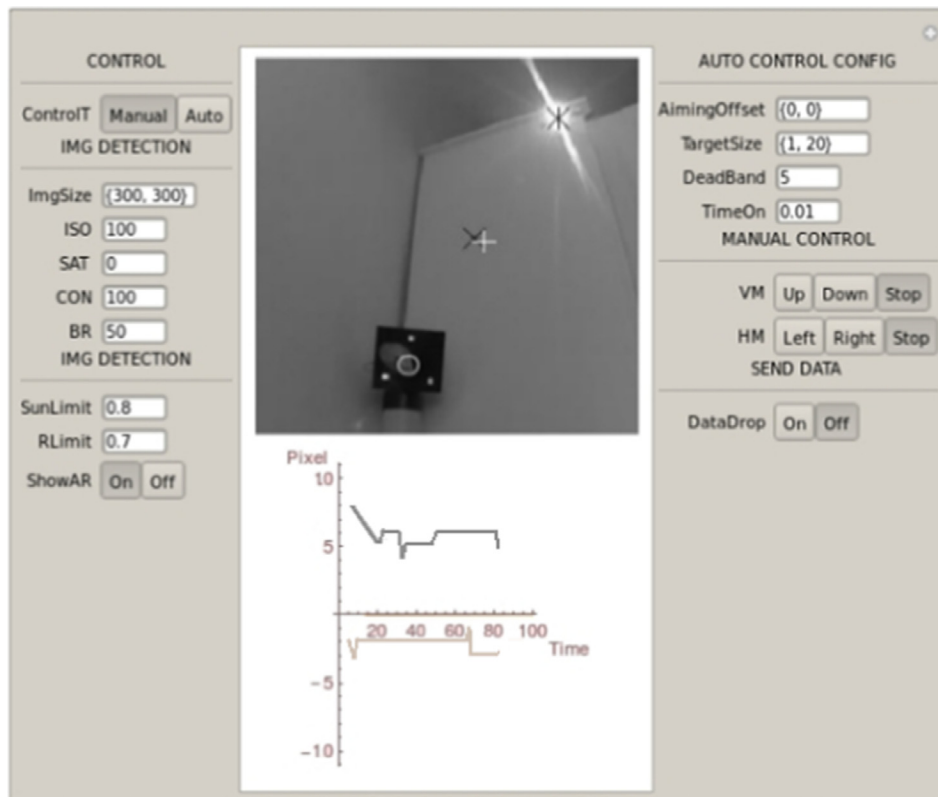 CONTROL
ControlT Manual Auto
IMG DETECTION
ImgSize {300, 300}
ISO 100
SAT 0
CON 100
BR 50
IMG DETECTION
SunLimit 0.8
RLimit 0.7
ShowAR On Off
Pixel
10
5
20 40 60 80 100
Time
-5
-10
AUTO CONTROL CONFIG
AimingOffset {0, 0}
TargetSize {1, 20}
DeadBand 5
TimeOn 0.01
MANUAL CONTROL
VM Up Down Stop
HM Left Right Stop
SEND DATA
DataDrop On Off